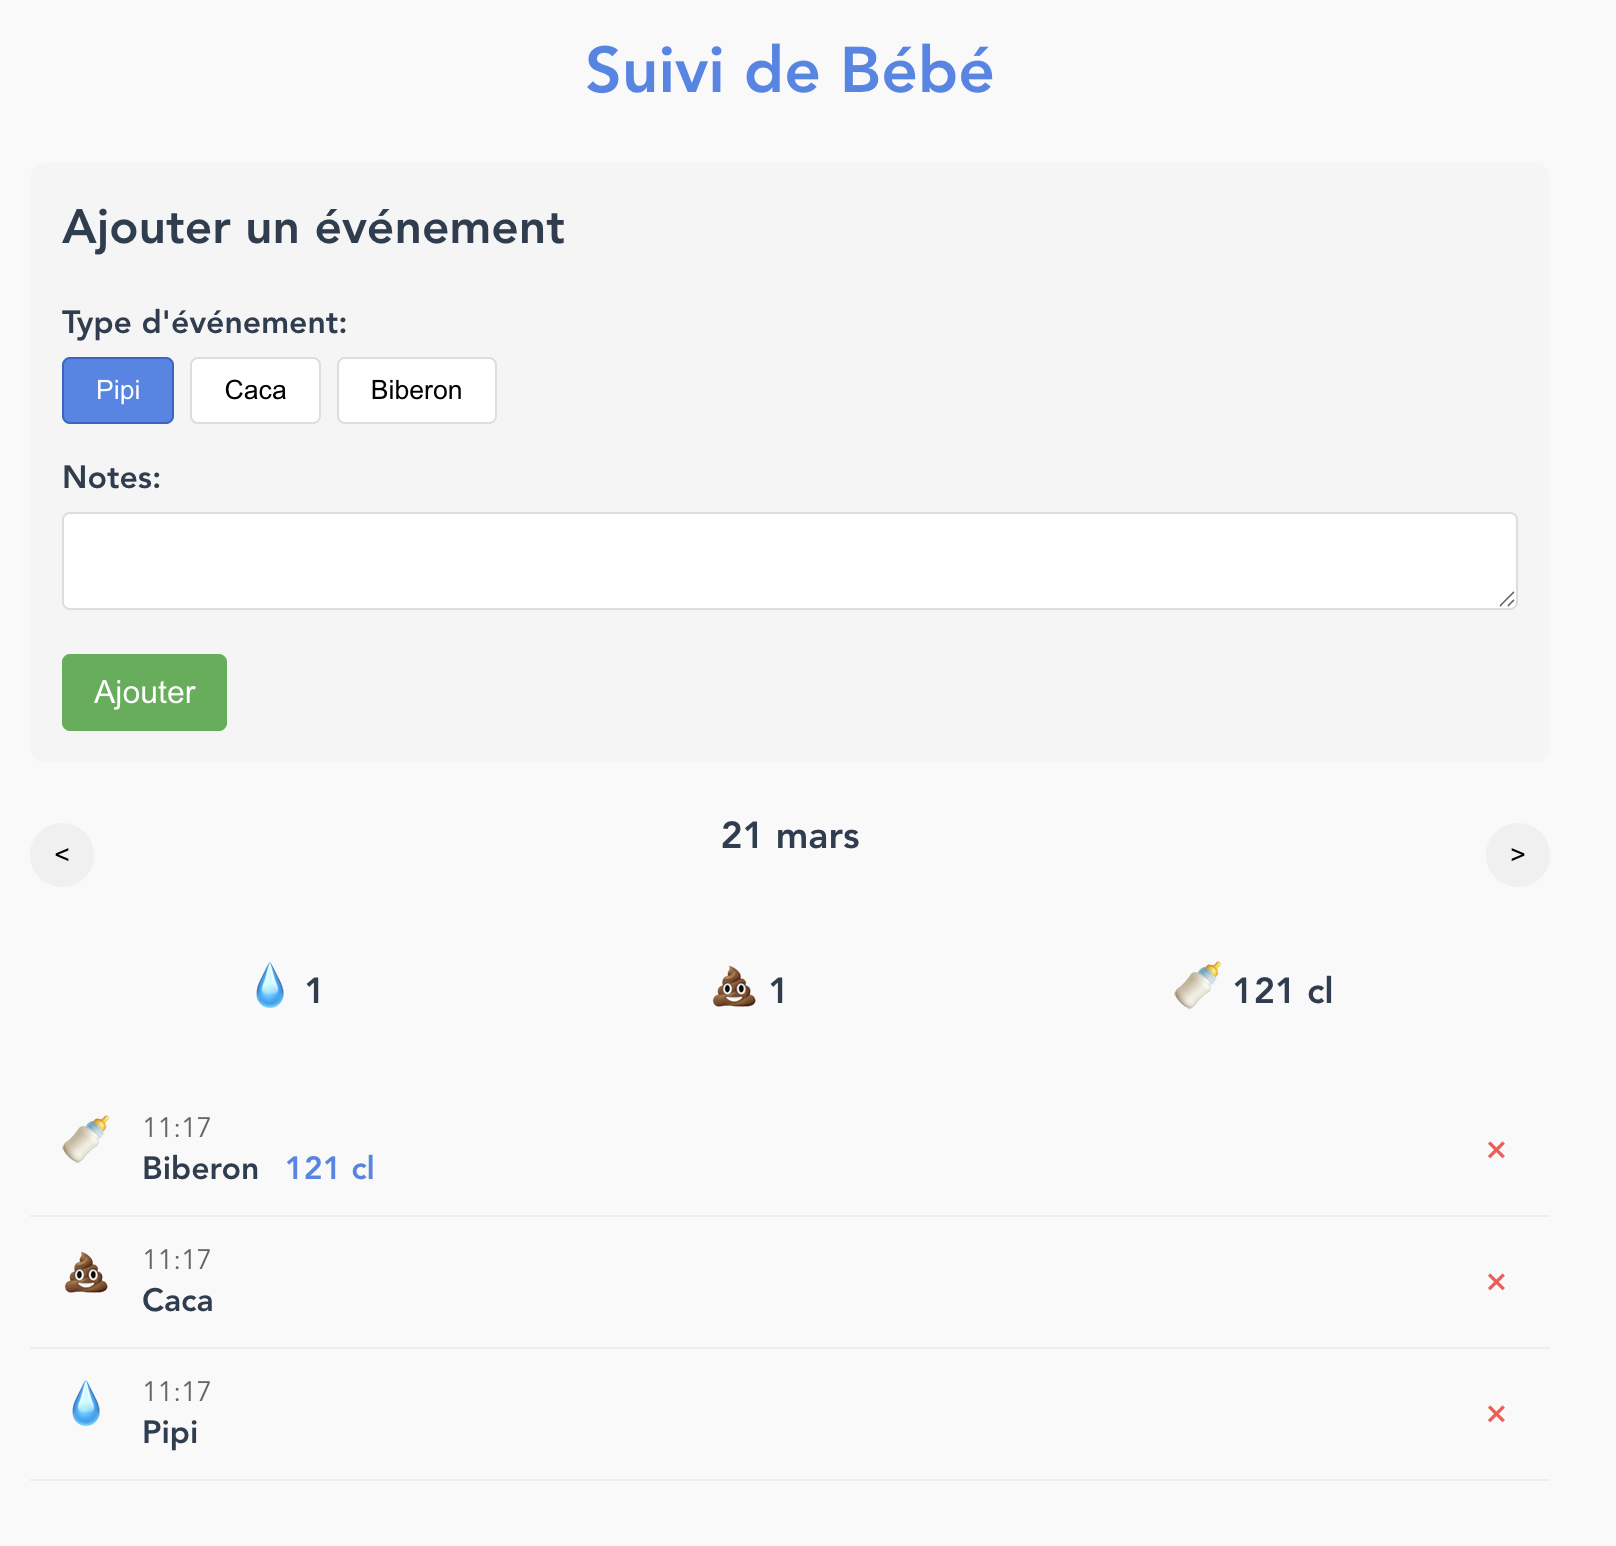 Suivi de Bébé
Ajouter un événement
Type d'événement:
Pipi Caca Biberon
Notes:
Ajouter
< 21 mars >
💧 1 💩 1 🍼 121 cl
🍼 11:17
Biberon 121 cl ×
💩 11:17
Caca ×
💧 11:17
Pipi ×